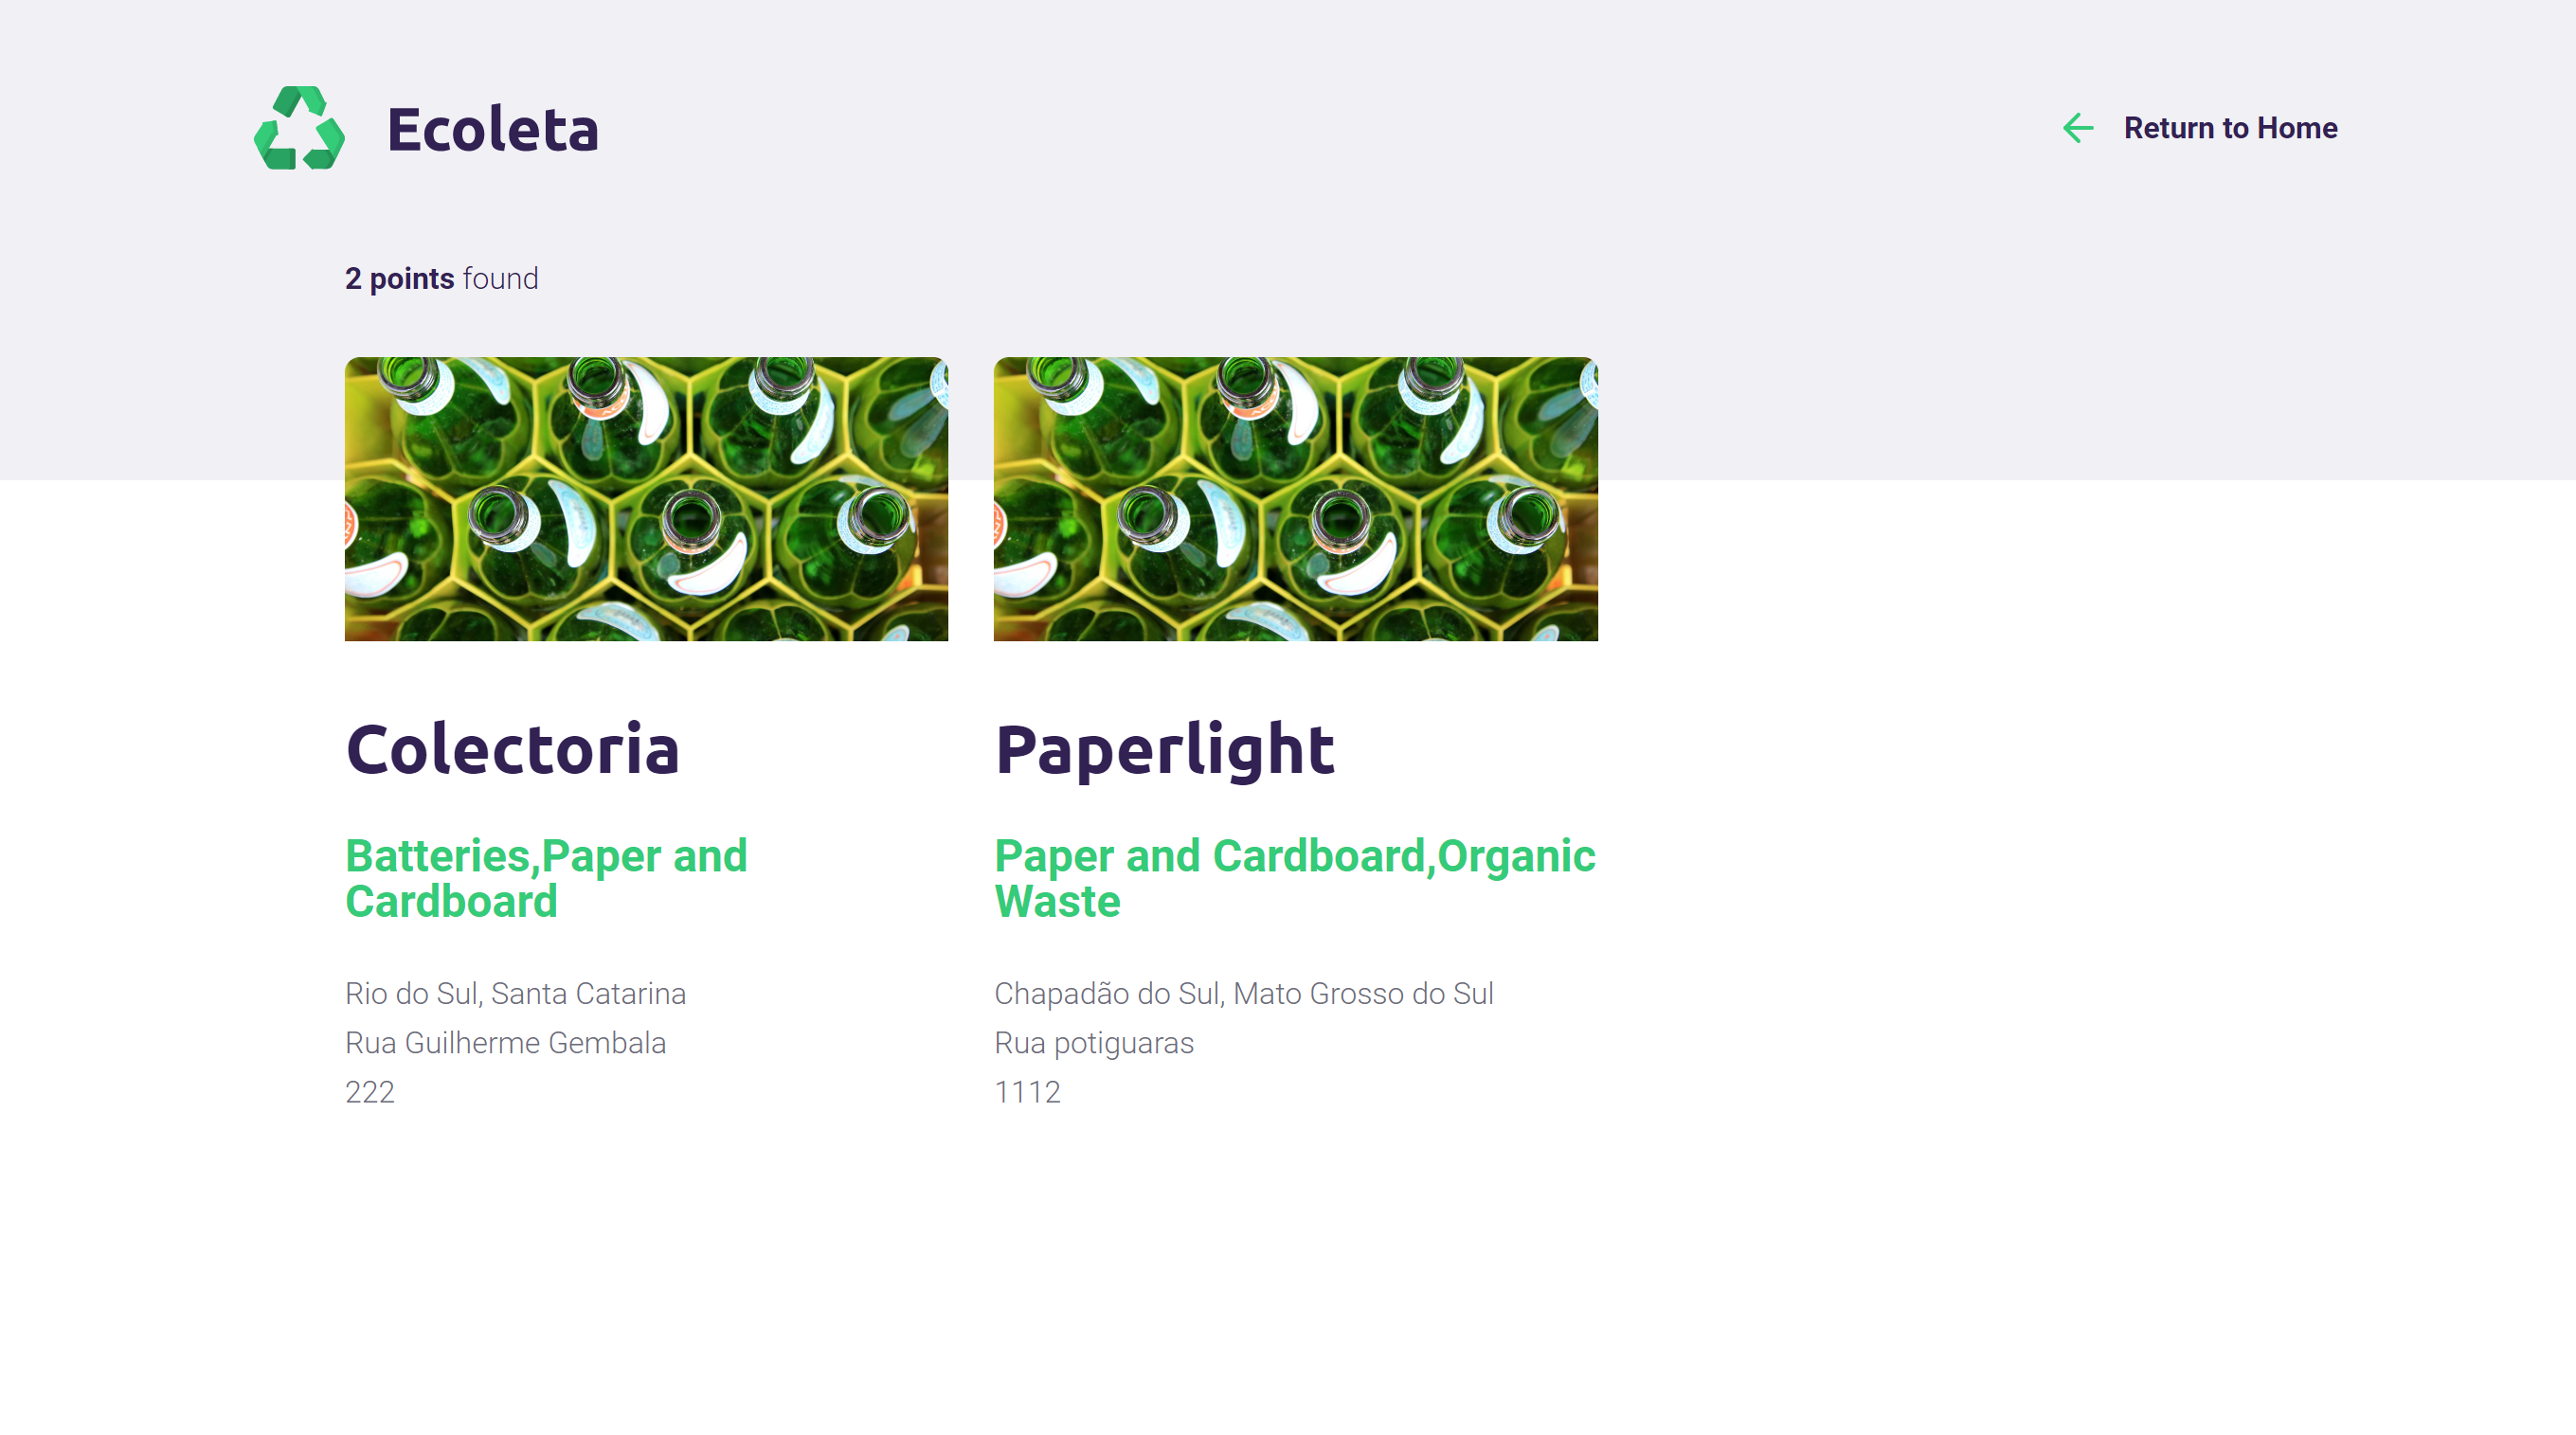 Ecoleta
Return to Home
2 points found
Colectoria
Batteries,Paper and
Cardboard
Rio do Sul, Santa Catarina
Rua Guilherme Gembala
222
Paperlight
Paper and Cardboard,Organic
Waste
Chapadão do Sul, Mato Grosso do Sul
Rua potiguaras
1112